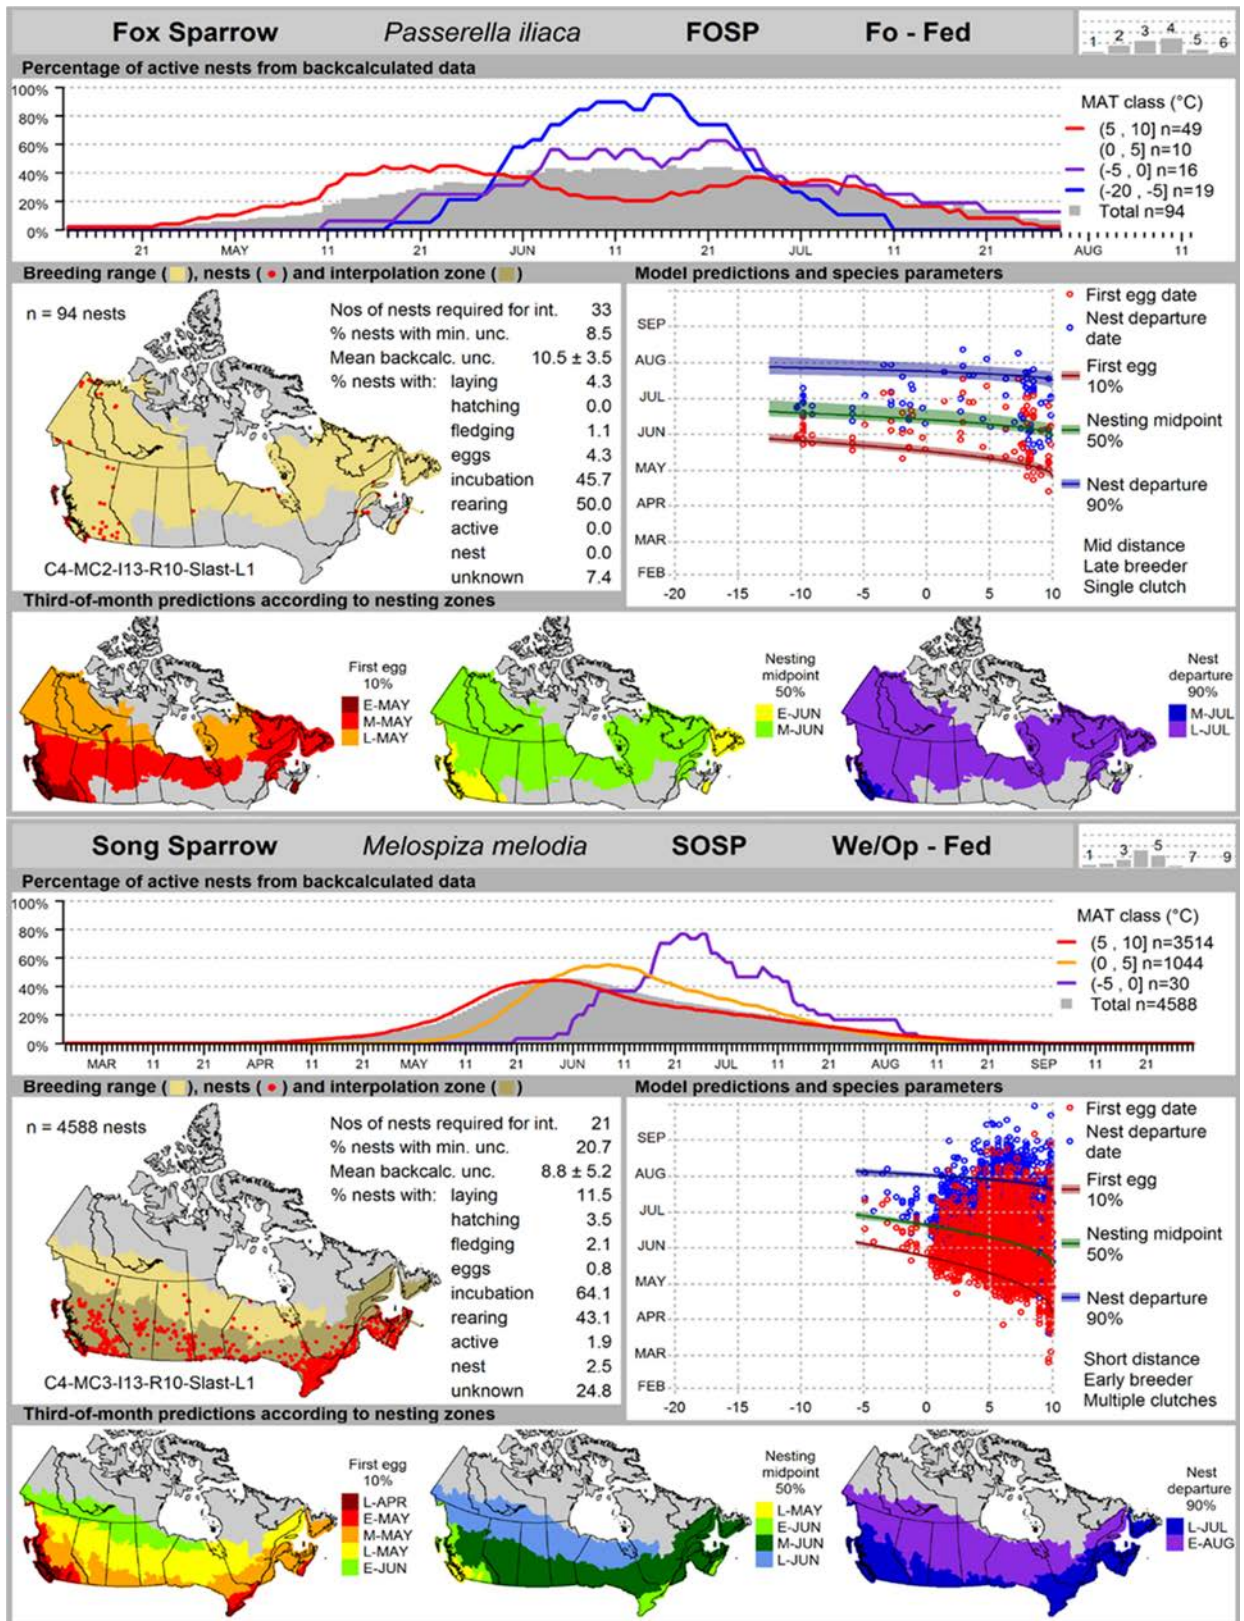 Fox Sparrow Passerella iliaca FOSP Fo - Fed
1 2 3 4 5 6
Percentage of active nests from backcalculated data
100%
80%
60%
40%
20%
0%
21 MAY 11 21 JUN 11 21 JUL 11 21 AUG 11
MAT class (°C)
(5 , 10] n=49
(0 , 5] n=10
(-5 , 0] n=16
(-20 , -5] n=19
Total n=94
Breeding range ( ), nests ( ) and interpolation zone ( )
n = 94 nests
Nos of nests required for int. 33
% nests with min. unc. 8.5
Mean backcalc. unc. 10.5 ± 3.5
% nests with: laying 4.3
hatching 0.0
fledging 1.1
eggs 4.3
incubation 45.7
rearing 50.0
active 0.0
nest 0.0
unknown 7.4
C4-MC2-I13-R10-Slast-L1
Model predictions and species parameters
SEP
AUG
JUL
JUN
MAY
APR
MAR
FEB
-20 -15 -10 -5 0 5 10
First egg date
Nest departure
date
First egg
10%
Nesting midpoint
50%
Nest departure
90%
Mid distance
Late breeder
Single clutch
Third-of-month predictions according to nesting zones
First egg
10%
E-MAY
M-MAY
L-MAY
Nesting
midpoint
50%
E-JUN
M-JUN
Nest
departure
90%
M-JUL
L-JUL
Song Sparrow Melospiza melodia SOSP We/Op - Fed
1 3 5 7 9
Percentage of active nests from backcalculated data
100%
80%
60%
40%
20%
0%
MAR 11 21 APR 11 21 MAY 11 21 JUN 11 21 JUL 11 21 AUG 11 21 SEP 11 21
MAT class (°C)
(5 , 10] n=3514
(0 , 5] n=1044
(-5 , 0] n=30
Total n=4588
Breeding range ( ), nests ( ) and interpolation zone ( )
n = 4588 nests
Nos of nests required for int. 21
% nests with min. unc. 20.7
Mean backcalc. unc. 8.8 ± 5.2
% nests with: laying 11.5
hatching 3.5
fledging 2.1
eggs 0.8
incubation 64.1
rearing 43.1
active 1.9
nest 2.5
unknown 24.8
C4-MC3-I13-R10-Slast-L1
Model predictions and species parameters
SEP
AUG
JUL
JUN
MAY
APR
MAR
FEB
-20 -15 -10 -5 0 5 10
First egg date
Nest departure
date
First egg
10%
Nesting midpoint
50%
Nest departure
90%
Short distance
Early breeder
Multiple clutches
Third-of-month predictions according to nesting zones
First egg
10%
L-APR
E-MAY
M-MAY
L-MAY
E-JUN
Nesting
midpoint
50%
L-MAY
E-JUN
M-JUN
L-JUN
Nest
departure
90%
L-JUL
E-AUG